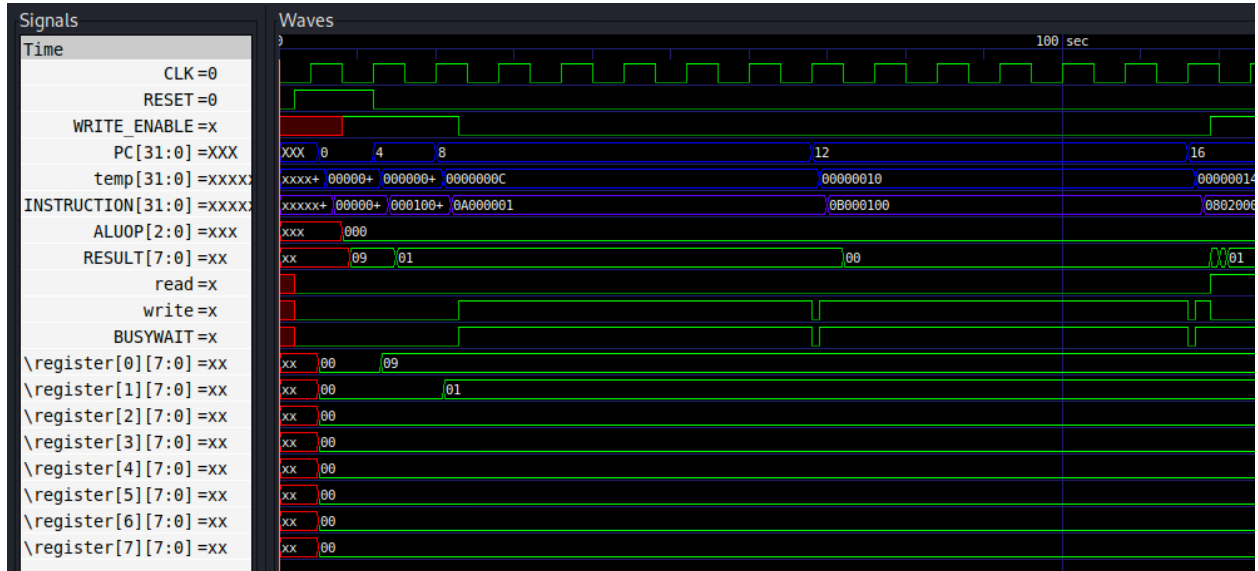 Signals Waves
Time 0 100 sec
CLK =0
RESET =0
WRITE_ENABLE =x
PC[31:0] =XXX XXX 0 4 8 12 16
temp[31:0] =xxxxx xxxx+ 00000+ 000000+ 0000000C 00000010 00000014
INSTRUCTION[31:0] =xxxxx xxxxx+ 00000+ 000100+ 0A000001 0B000100 0802000
ALUOP[2:0] =xxx xxx 000
RESULT[7:0] =xx xx 09 01 00 01
read =x
write =x
BUSYWAIT =x
\register[0][7:0] =xx xx 00 09
\register[1][7:0] =xx xx 00 01
\register[2][7:0] =xx xx 00
\register[3][7:0] =xx xx 00
\register[4][7:0] =xx xx 00
\register[5][7:0] =xx xx 00
\register[6][7:0] =xx xx 00
\register[7][7:0] =xx xx 00